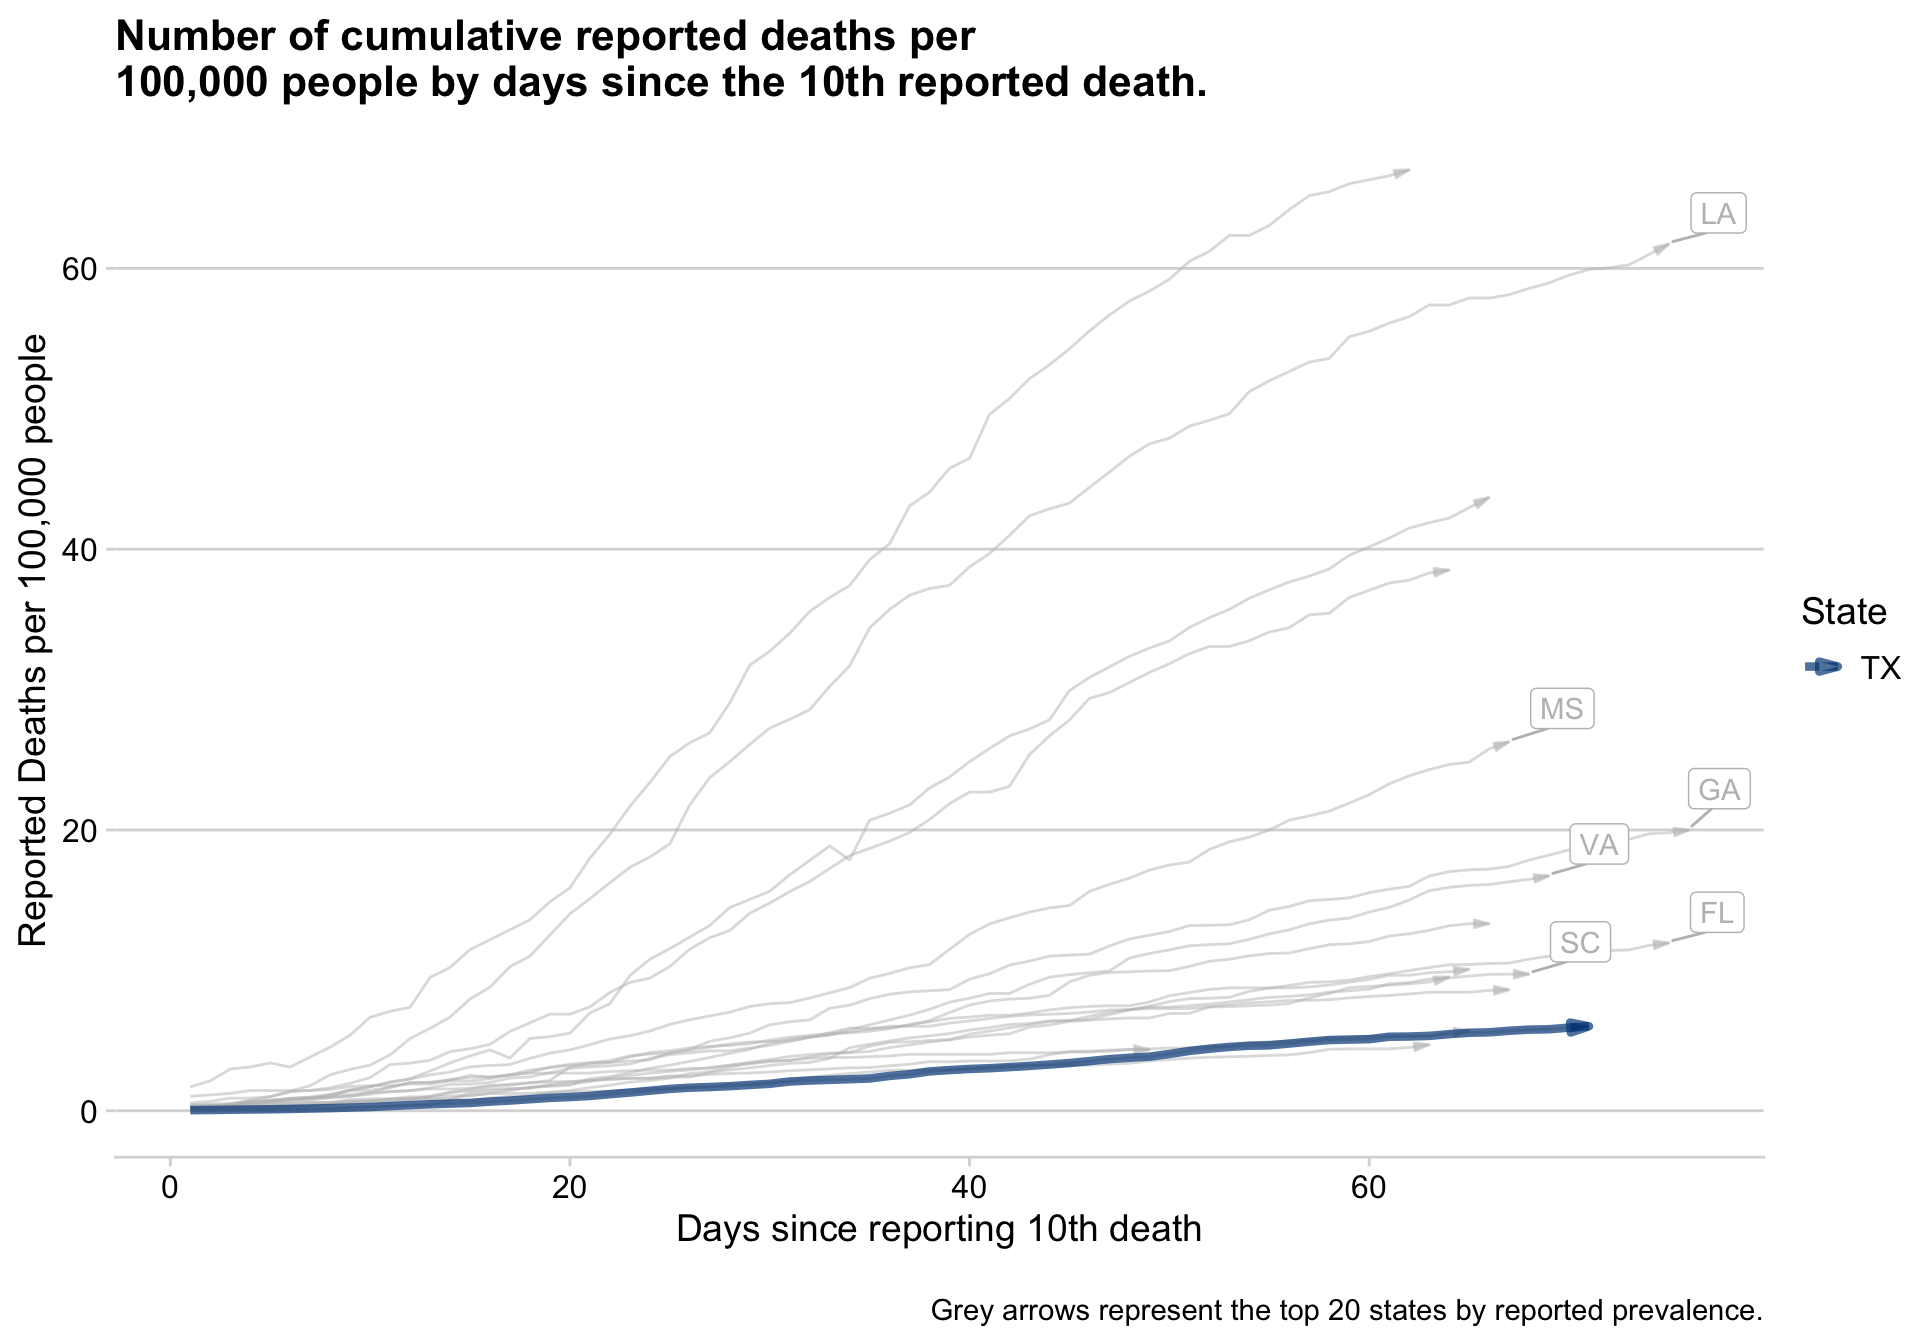 Number of cumulative reported deaths per
100,000 people by days since the 10th reported death.
Reported Deaths per 100,000 people
60
40
20
0
LA
MS
GA
VA
FL
SC
State
TX
0 20 40 60
Days since reporting 10th death
Grey arrows represent the top 20 states by reported prevalence.